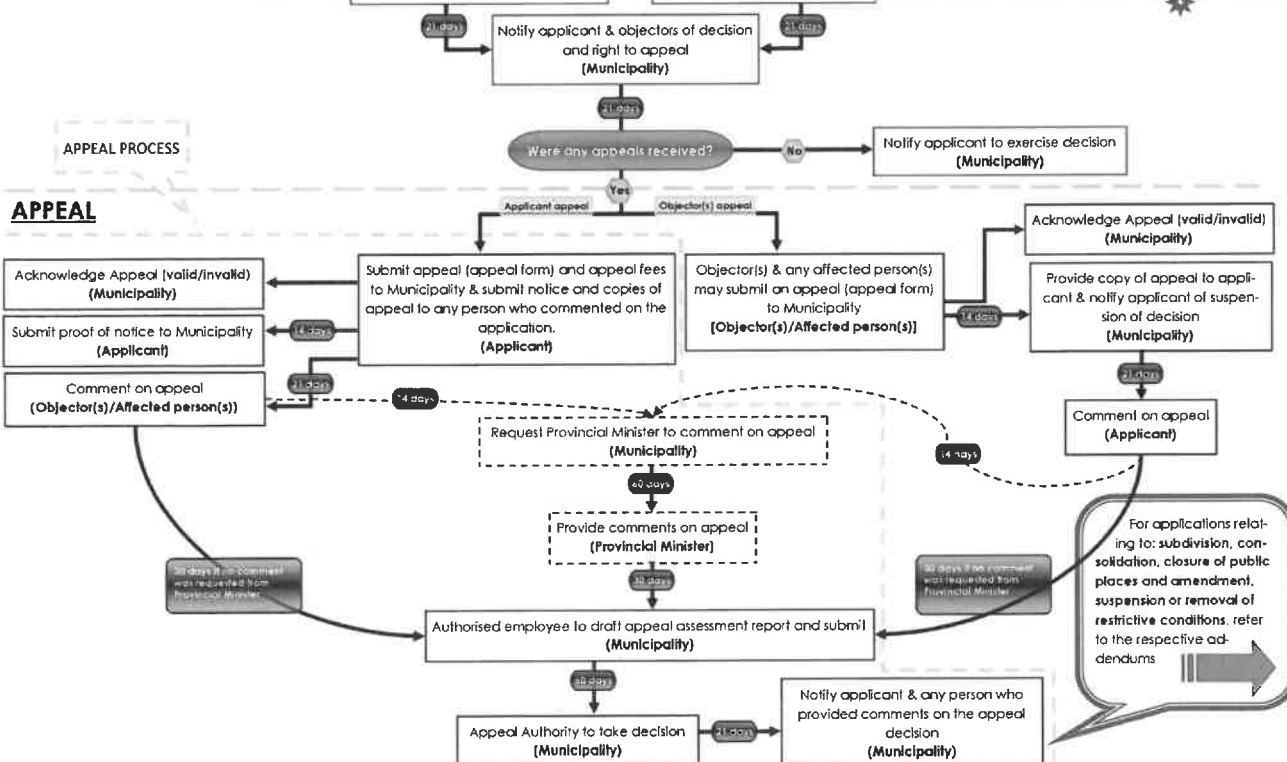 21 days
21 days
Notify applicant & objectors of decision
and right to appeal
(Municipality)
21 days
APPEAL PROCESS
Were any appeals received?
No
Notify applicant to exercise decision
(Municipality)
Yes
APPEAL
Applicant appeal
Objector(s) appeal
Acknowledge Appeal (valid/invalid)
(Municipality)
Submit proof of notice to Municipality
(Applicant)
Comment on appeal
(Objector(s)/Affected person(s))
Submit appeal (appeal form) and appeal fees
to Municipality & submit notice and copies of
appeal to any person who commented on the
application.
(Applicant)
14 days
21 days
Objector(s) & any affected person(s)
may submit an appeal (appeal form)
to Municipality
[Objector(s)/Affected person(s)]
14 days
Acknowledge Appeal (valid/invalid)
(Municipality)
Provide copy of appeal to appli-
cant & notify applicant of suspen-
sion of decision
(Municipality)
21 days
Comment on appeal
(Applicant)
14 days
14 days
Request Provincial Minister to comment on appeal
(Municipality)
60 days
Provide comments on appeal
(Provincial Minister)
30 days
30 days if no comment
was requested from
Provincial Minister
30 days if no comment
was requested from
Provincial Minister
For applications relat-
ing to: subdivision, con-
solidation, closure of public
places and amendment,
suspension or removal of
restrictive conditions, refer
to the respective ad-
dendums
Authorised employee to draft appeal assessment report and submit
(Municipality)
60 days
Appeal Authority to take decision
(Municipality)
21 days
Notify applicant & any person who
provided comments on the appeal
decision
(Municipality)